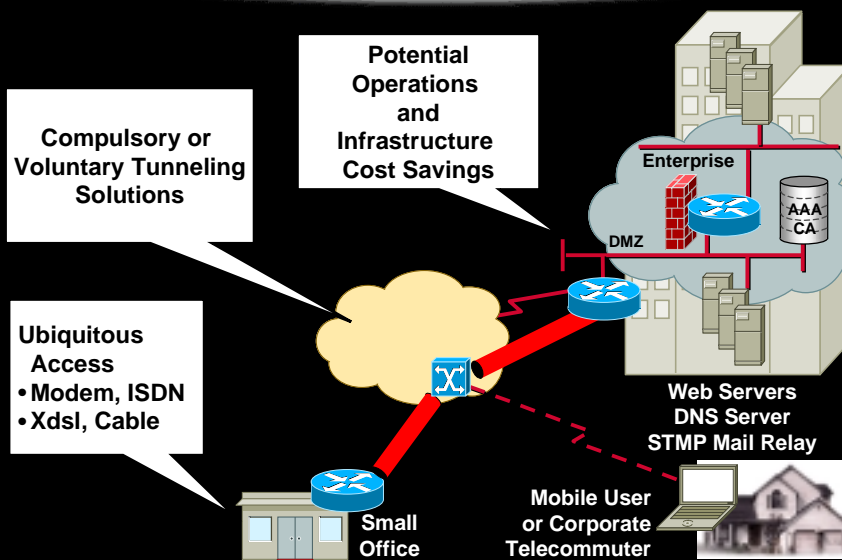 Potential
Operations
and
Infrastructure
Cost Savings
Compulsory or
Voluntary Tunneling
Solutions
Enterprise
AAA
CA
DMZ
Ubiquitous
Access
• Modem, ISDN
• Xdsl, Cable
Web Servers
DNS Server
STMP Mail Relay
Small
Office
Mobile User
or Corporate
Telecommuter